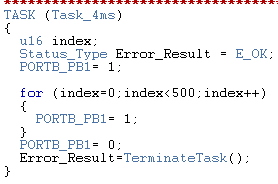 ****************************************
TASK (Task_4ms)
{
u16 index;
Status_Type Error_Result = E_OK;
PORTB_PB1= 1;
for (index=0;index<500;index++)
{
PORTB_PB1= 1;
}
PORTB_PB1= 0;
Error_Result=TerminateTask();
}